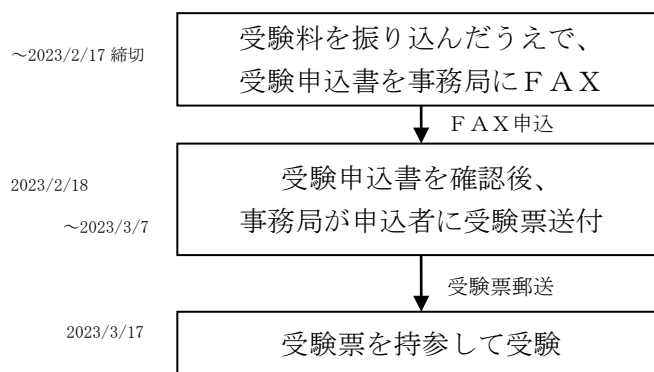 ～2023/2/17 締切
受験料を振り込んだうえで、
受験申込書を事務局にＦＡＸ
ＦＡＸ申込
2023/2/18
～2023/3/7
受験申込書を確認後、
事務局が申込者に受験票送付
受験票郵送
2023/3/17
受験票を持参して受験